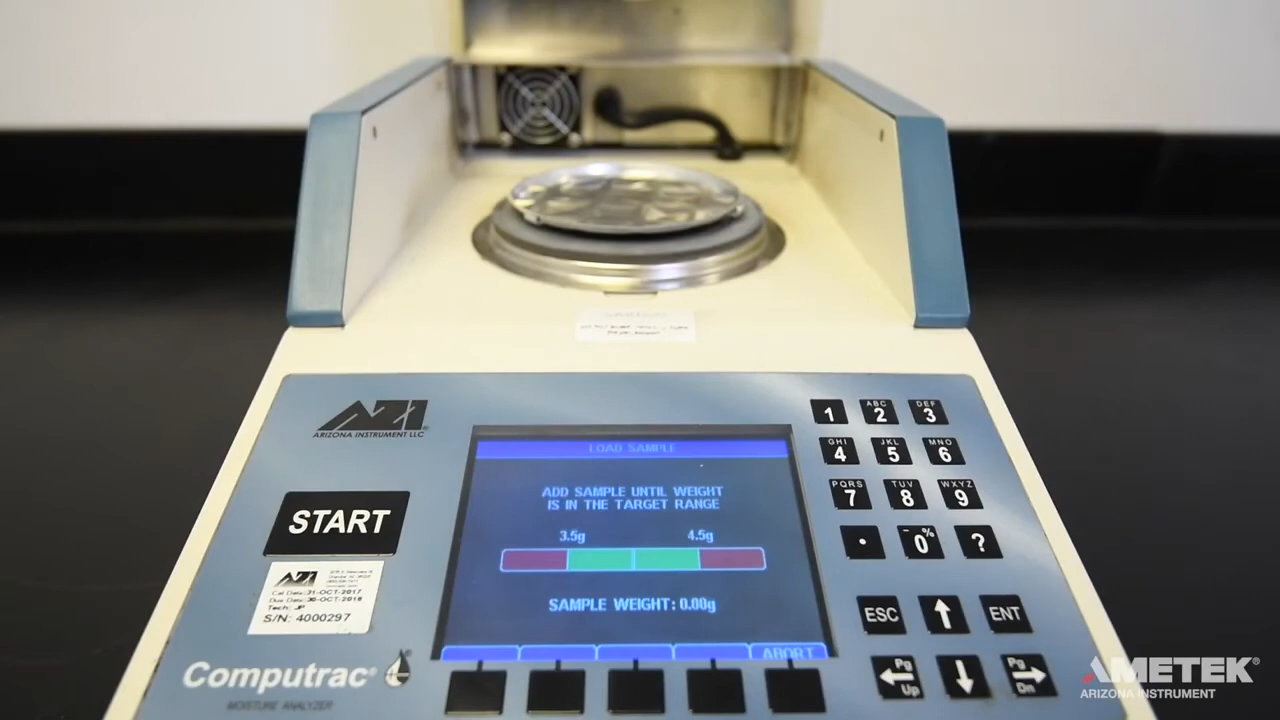 AZI
ARIZONA INSTRUMENT LLC
START
AZI
Cal Date: 31-OCT-2017
Due Date: 30-OCT-2018
Tech: JP
S/N: 4000297
Computrac®
MOISTURE ANALYZER
LOAD SAMPLE
ADD SAMPLE UNTIL WEIGHT
IS IN THE TARGET RANGE
3.5g 4.5g
SAMPLE WEIGHT: 0.00g
ABORT
1 ABC 2 DEF 3
GHI 4 JKL 5 MNO 6
PQRS 7 TUV 8 WXYZ 9
. -0% ?
ESC ↑ ENT
← Pg Up ↓ Pg Dn →
AMETEK®
ARIZONA INSTRUMENT